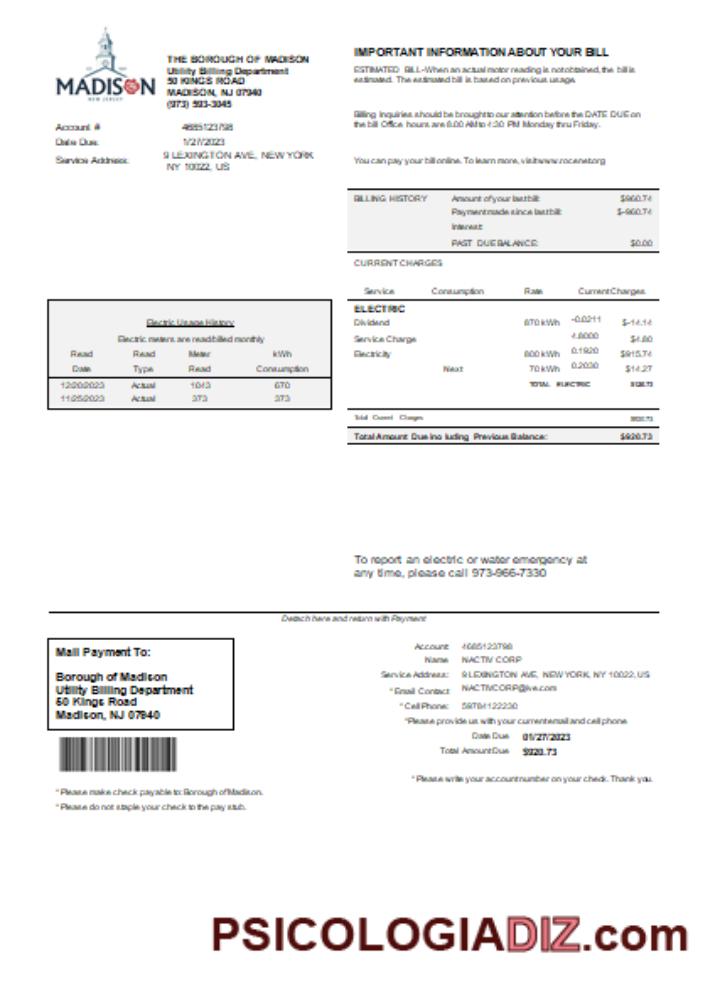 MADISON
NEW JERSEY
THE BOROUGH OF MADISON
Utility Billing Department
50 KINGS ROAD
MADISON, NJ 07940
(973) 593-3045
Account #: 4685123798
Date Due: 1/27/2023
Service Address: 9 LEXINGTON AVE, NEW YORK
NY 10022, US
IMPORTANT INFORMATION ABOUT YOUR BILL
ESTIMATED BILL-When an actual motor reading is not obtained, the bill is
estimated. The estimated bill is based on previous usage.
Billing Inquiries should be brought to our attention before the DATE DUE on
the bill Office hours are 8.00 AM to 4:30 PM Monday thru Friday.
You can pay your bill online. To learn more, visit www.rocenet.org
BILLING HISTORY Amount of your last bill: $960.74
Payment made since last bill: $-960.74
Interest:
PAST DUE BALANCE: $0.00
CURRENT CHARGES
Service Consumption Rate Current Charges
ELECTRIC
Dividend 870 kWh -0.0211 $-14.14
Service Charge 4.8000 $4.80
Electricity 800 kWh 0.1920 $915.74
Next 70 kWh 0.2030 $14.27
TOTAL ELECTRIC $920.73
Total Current Charges $920.73
Total Amount Due inc luding Previous Balance: $920.73
Electric Usage History
Electric meters are read/billed monthly
Read Read Meter kWh
Date Type Read Consumption
12/20/2023 Actual 1043 670
11/25/2023 Actual 373 373
To report an electric or water emergency at
any time, please call 973-966-7330
Detach here and return with Payment
Mail Payment To:
Borough of Madison
Utility Billing Department
50 Kings Road
Madison, NJ 07940
Account: 4685123798
Name NACTIV CORP
Service Address: 9 LEXINGTON AVE, NEW YORK, NY 10022, US
*Email Contact NACTIVCORP@live.com
*Cell Phone: 59784122230
*Please provide us with your current email and cell phone
Date Due 01/27/2023
Total Amount Due $920.73
*Please write your account number on your check. Thank you.
*Please make check payable to: Borough of Madison.
*Please do not staple your check to the pay stub.
PSICOLOGIADIZ.com